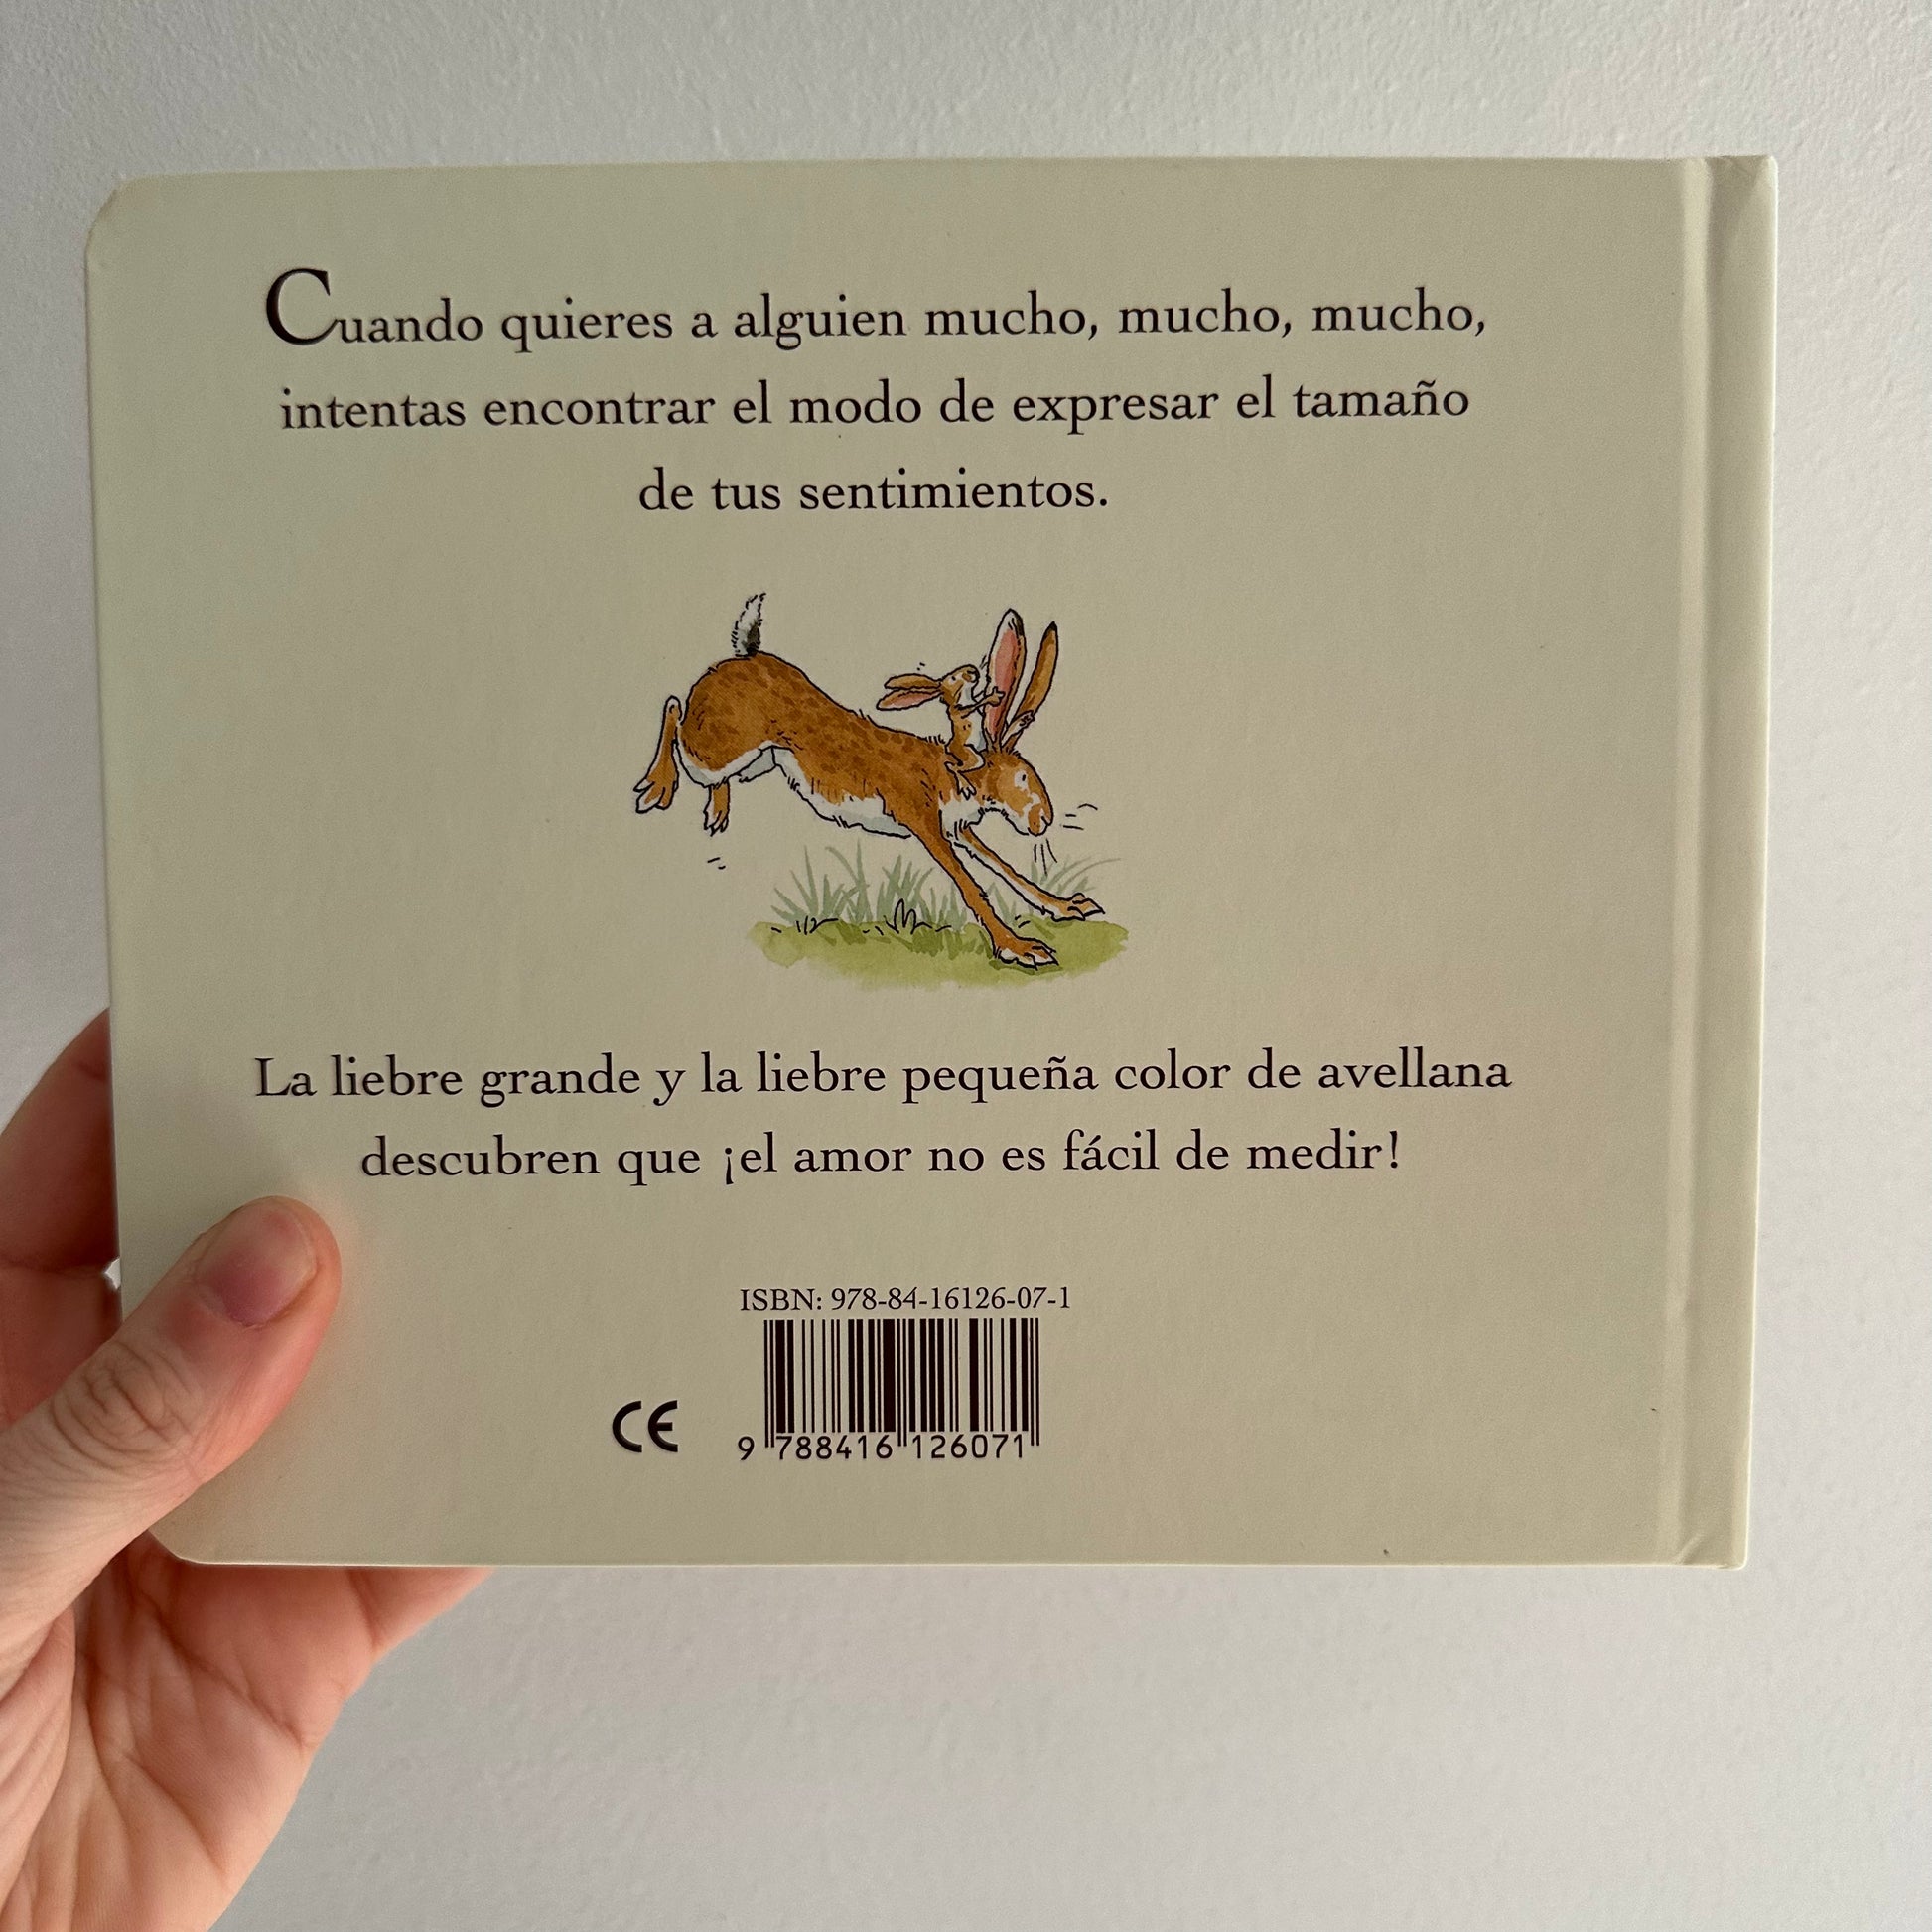 Cuando quieres a alguien mucho, mucho, mucho,
intentas encontrar el modo de expresar el tamaño
de tus sentimientos.
La liebre grande y la liebre pequeña color de avellana
descubren que ¡el amor no es fácil de medir!
ISBN: 978-84-16126-07-1
CE
9 788416 126071